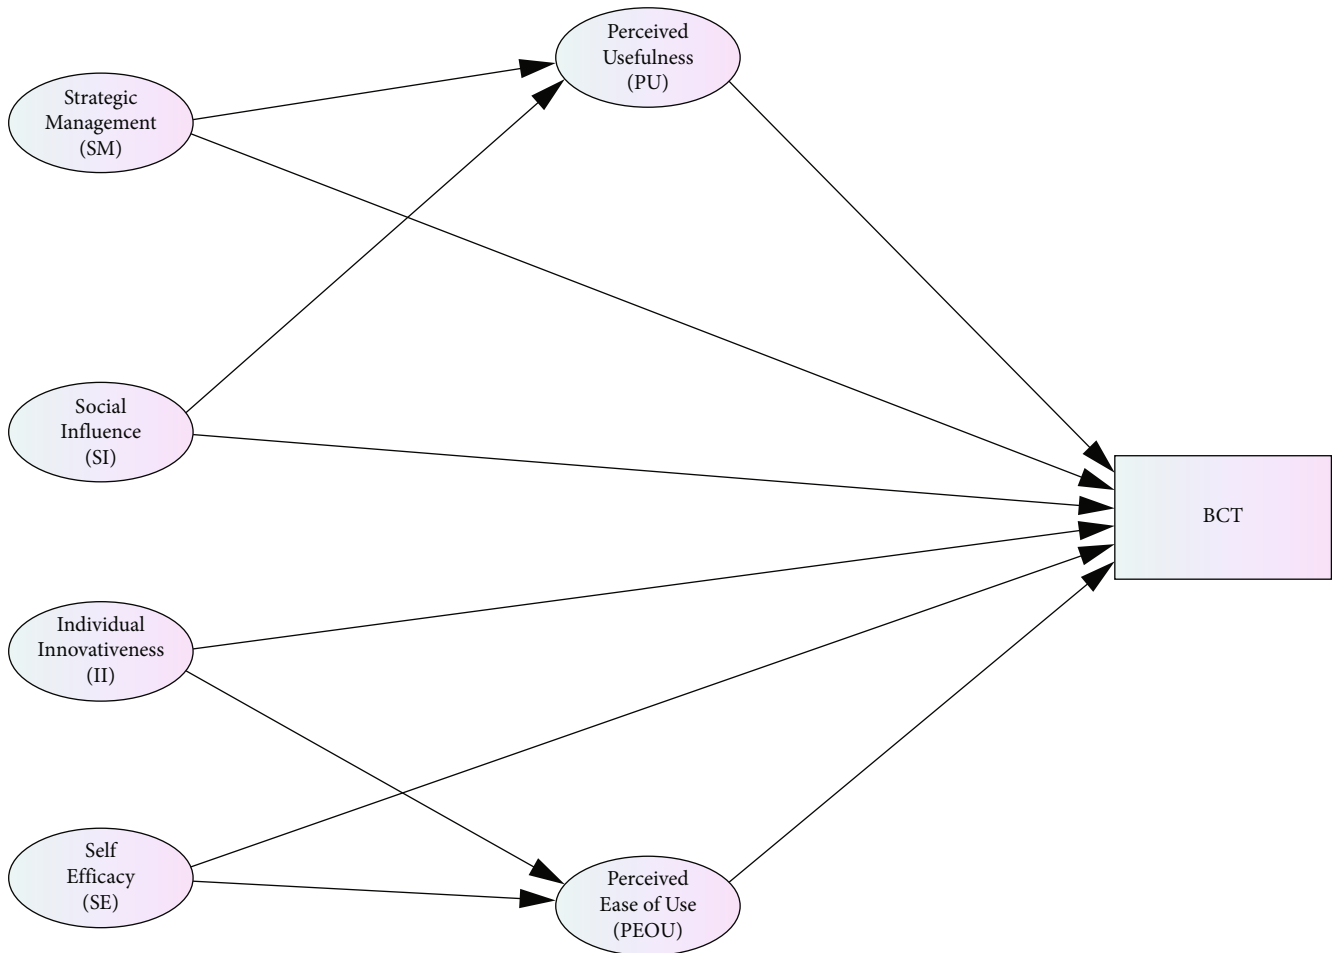 Perceived
Usefulness
(PU)
Strategic
Management
(SM)
Social
Influence
(SI)
BCT
Individual
Innovativeness
(II)
Self
Efficacy
(SE)
Perceived
Ease of Use
(PEOU)